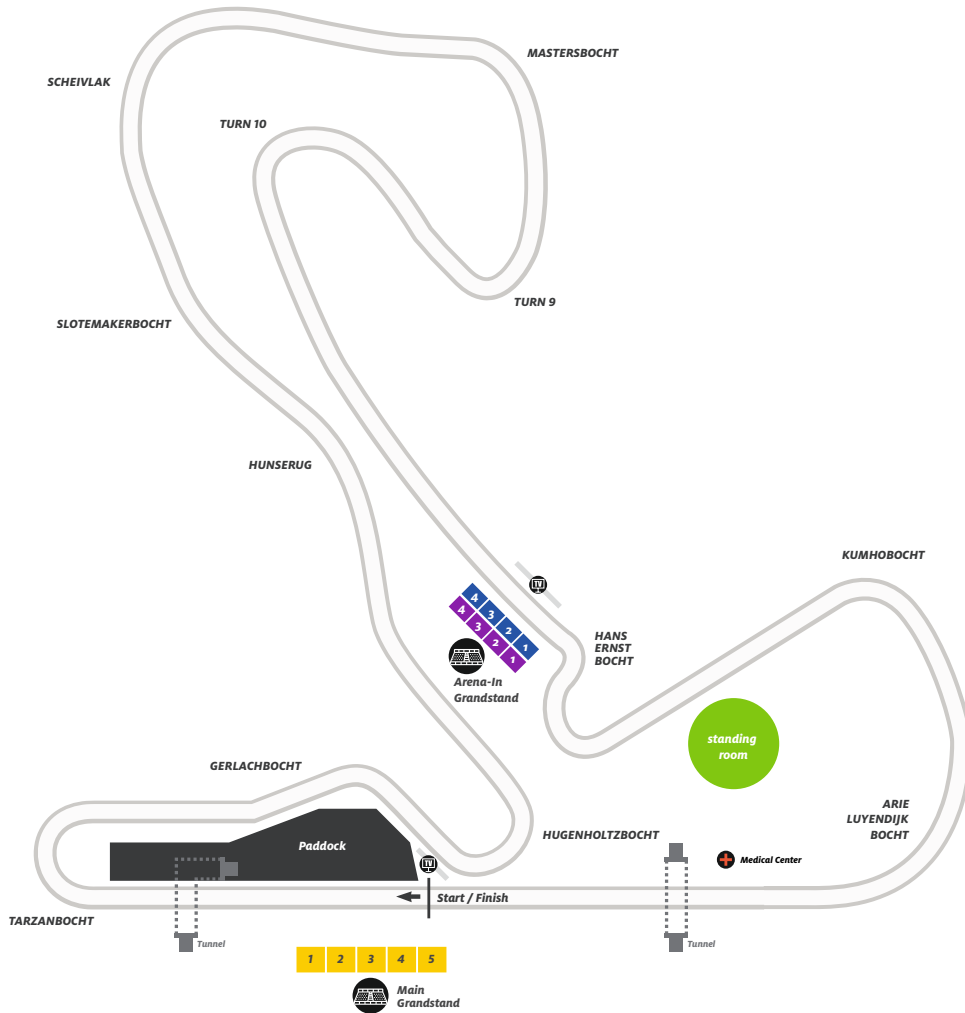 MASTERSBOCHT
SCHEIVLAK
TURN 10
TURN 9
SLOTEMAKERBOCHT
HUNSERUG
KUMHOBOCHT
TV
4
3
2
1
4
3
2
1
HANS
ERNST
BOCHT
Arena-In
Grandstand
standing
room
GERLACHBOCHT
ARIE
LUYENDIJK
BOCHT
HUGENHOLTZBOCHT
Paddock
Medical Center
TV
Start / Finish
TARZANBOCHT
Tunnel
Tunnel
1 2 3 4 5
Main
Grandstand